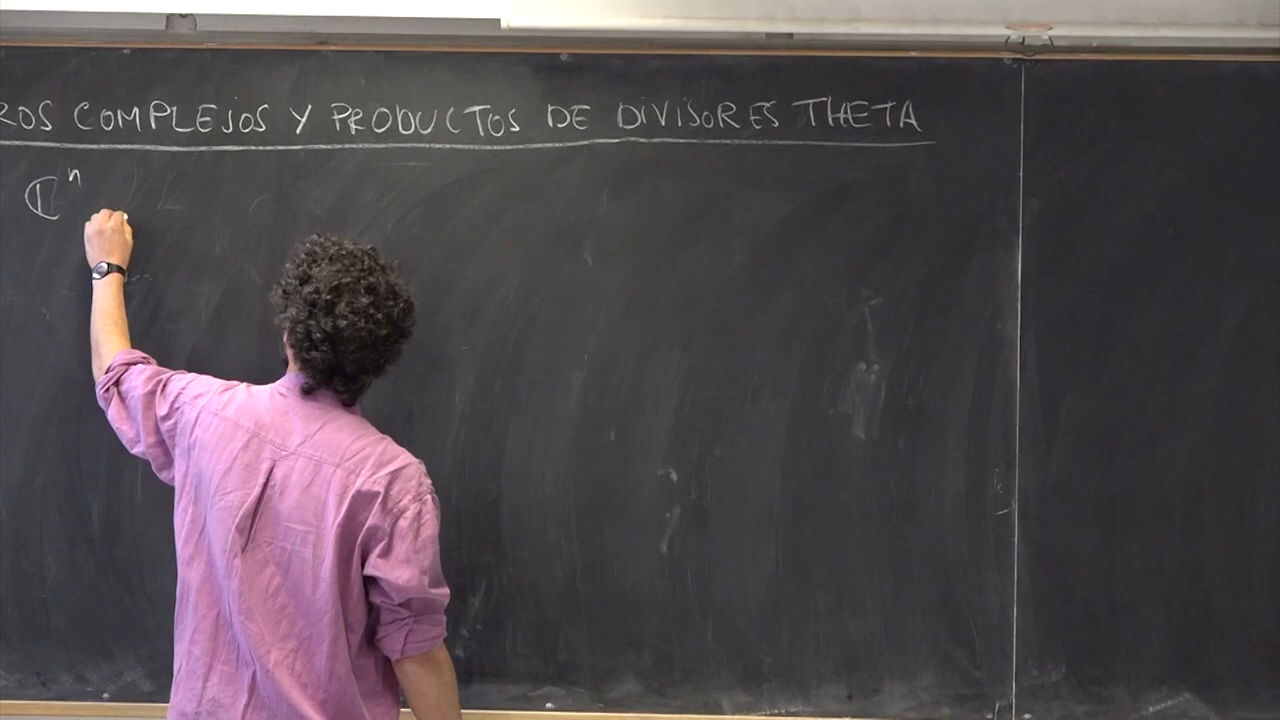 ROS COMPLEJOS Y PRODUCTOS DE DIVISORES THETA
ℂⁿ